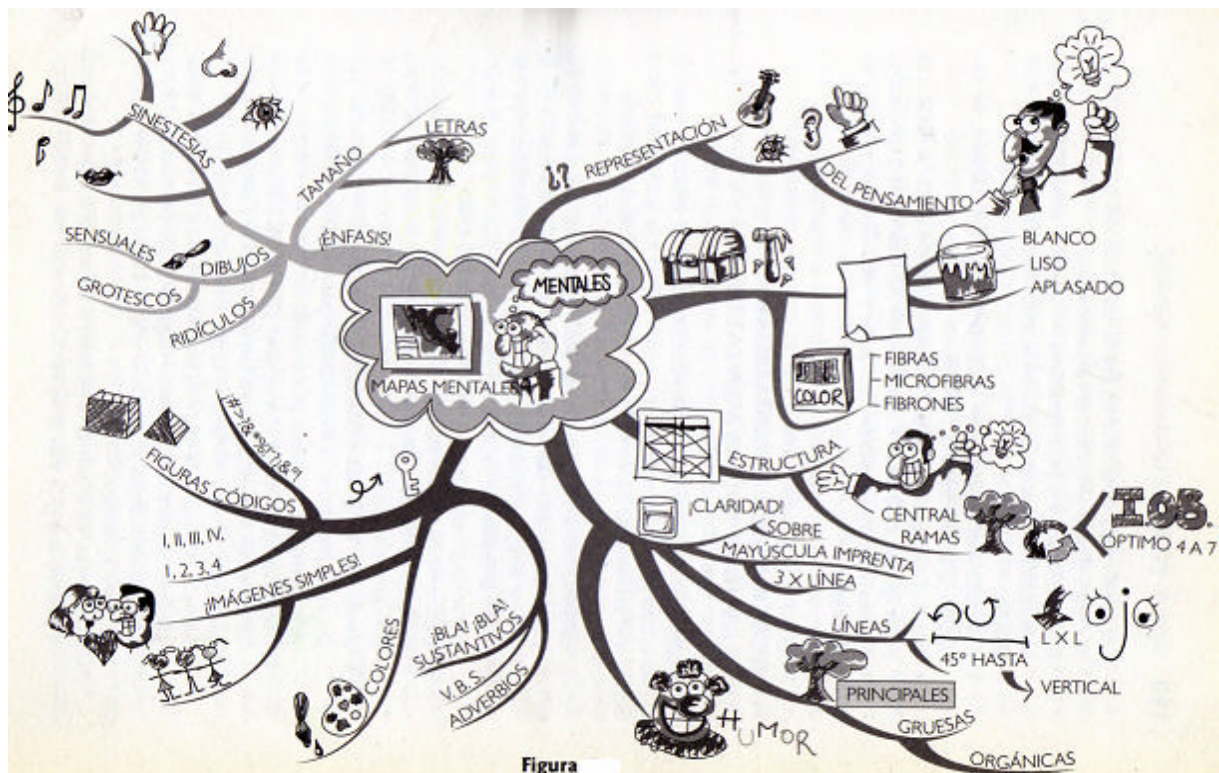 MENTALES
MAPAS MENTALES
REPRESENTACIÓN
DEL PENSAMIENTO
BLANCO
LISO
APLASADO
COLOR
FIBRAS
MICROFIBRAS
FIBRONES
ESTRUCTURA
CENTRAL
RAMAS
ÓPTIMO 4 A 7
¡CLARIDAD!
SOBRE
MAYÚSCULA IMPRENTA
3 X LÍNEA
LÍNEAS
L X L
Ojo
45° HASTA
VERTICAL
PRINCIPALES
GRUESAS
ORGÁNICAS
HUMOR
¡BLA! ¡BLA!
SUSTANTIVOS
V. B. S.
ADVERBIOS
COLORES
FIGURAS CÓDIGOS
I, II, III, IV,
1, 2, 3, 4
¡IMÁGENES SIMPLES!
¡ÉNFASIS!
TAMAÑO
LETRAS
DIBUJOS
SENSUALES
GROTESCOS
RIDÍCULOS
SINESTESIAS
Figura